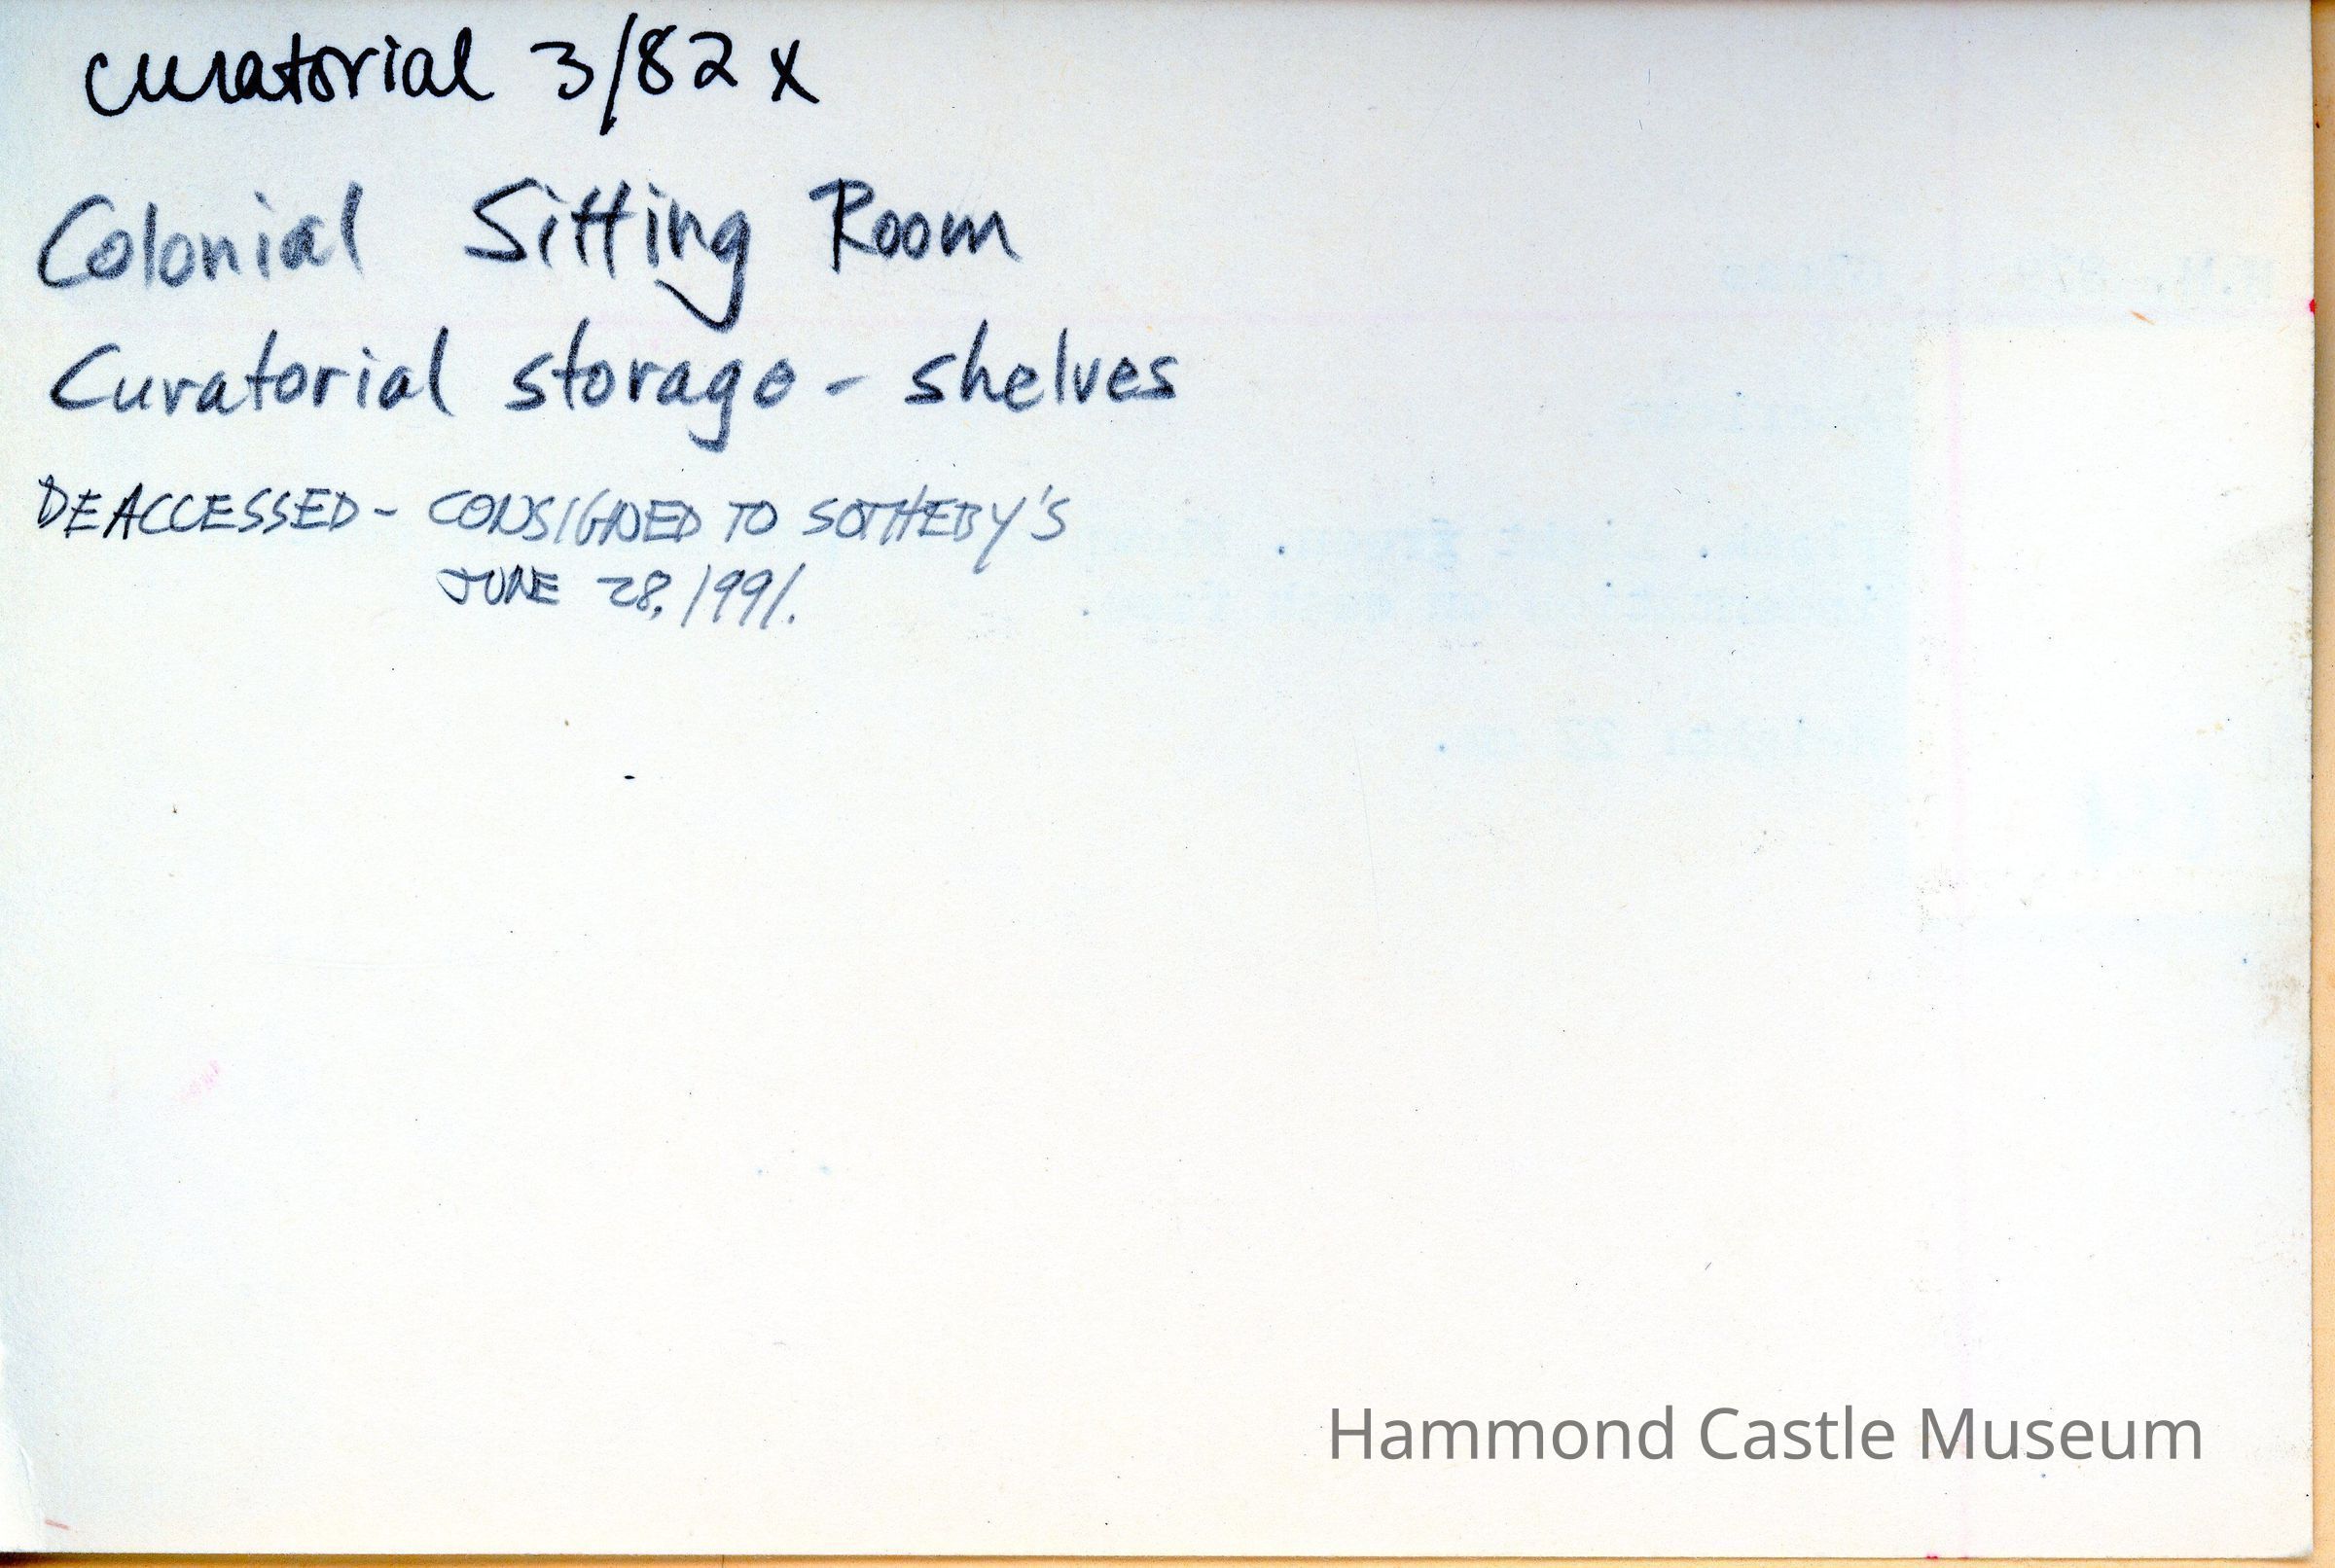 curatorial 3/82 x
Colonial Sitting Room
Curatorial storage - shelves
DEACCESSED - CONSIGNED TO SOTHEBY'S
JUNE 28, 1991.
Hammond Castle Museum